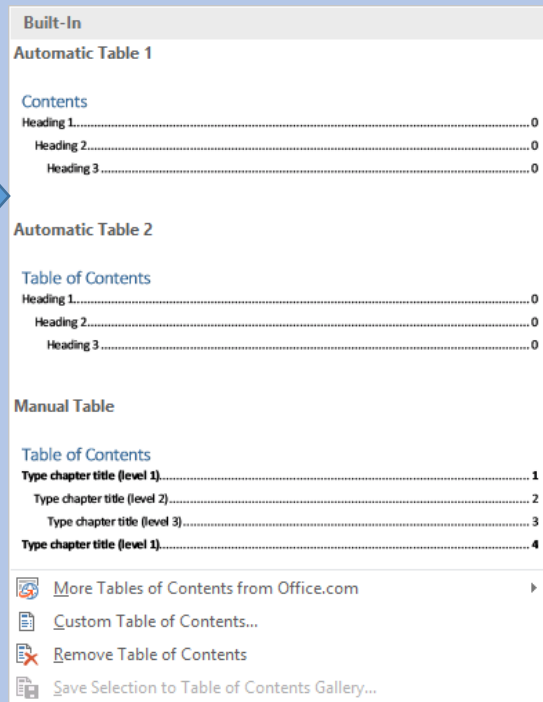 Built-In
Automatic Table 1
Contents
Heading 1............................................................0
Heading 2............................................................0
Heading 3............................................................0
Automatic Table 2
Table of Contents
Heading 1............................................................0
Heading 2............................................................0
Heading 3............................................................0
Manual Table
Table of Contents
Type chapter title (level 1)............................................................1
Type chapter title (level 2)............................................................2
Type chapter title (level 3)............................................................3
Type chapter title (level 1)............................................................4
More Tables of Contents from Office.com
Custom Table of Contents...
Remove Table of Contents
Save Selection to Table of Contents Gallery...